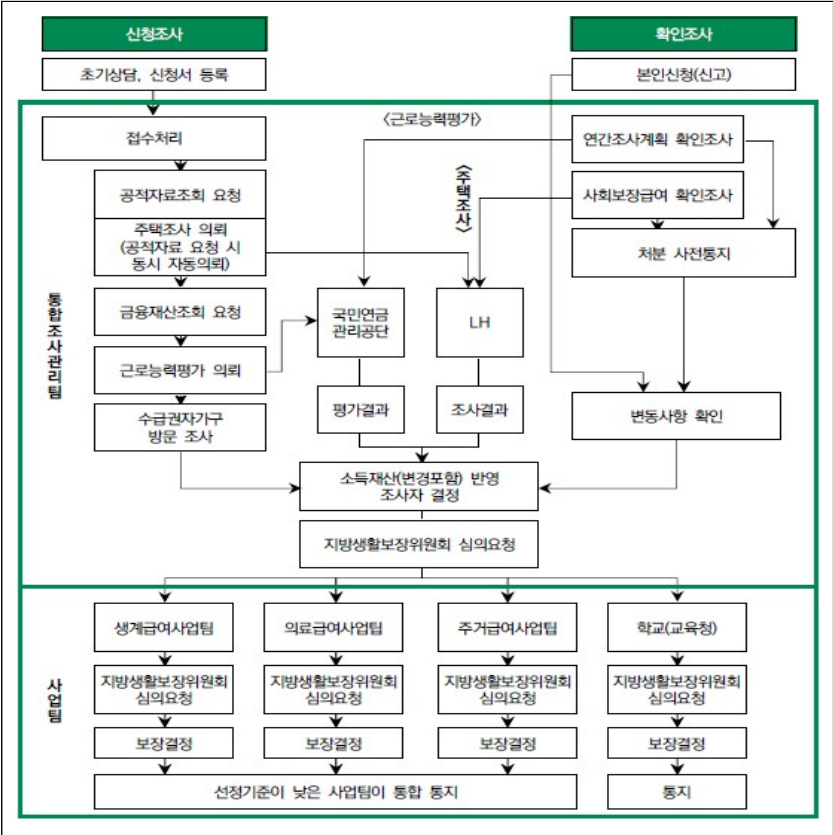 신청조사
확인조사
초기상담, 신청서 등록
본인신청(신고)
접수처리
<근로능력평가>
연간조사계획 확인조사
공적자료조회 요청
<주택조사>
사회보장급여 확인조사
주택조사 의뢰
(공적자료 요청 시
동시 자동의뢰)
처분 사전통지
통합조사관리팀
금융재산조회 요청
국민연금
관리공단
LH
근로능력평가 의뢰
평가결과
조사결과
변동사항 확인
수급권자가구
방문 조사
소득재산(변경포함) 반영
조사자 결정
지방생활보장위원회 심의요청
사업팀
생계급여사업팀
의료급여사업팁
주거급여사업팁
학교(교육청)
지방생활보장위원회
심의요청
지방생활보장위원회
심의요청
지방생활보장위원회
심의요청
지방생활보장위원회
심의요청
보장결정
보장결정
보장결정
보장결정
선정기준이 낮은 사업팀이 통합 통지
통지